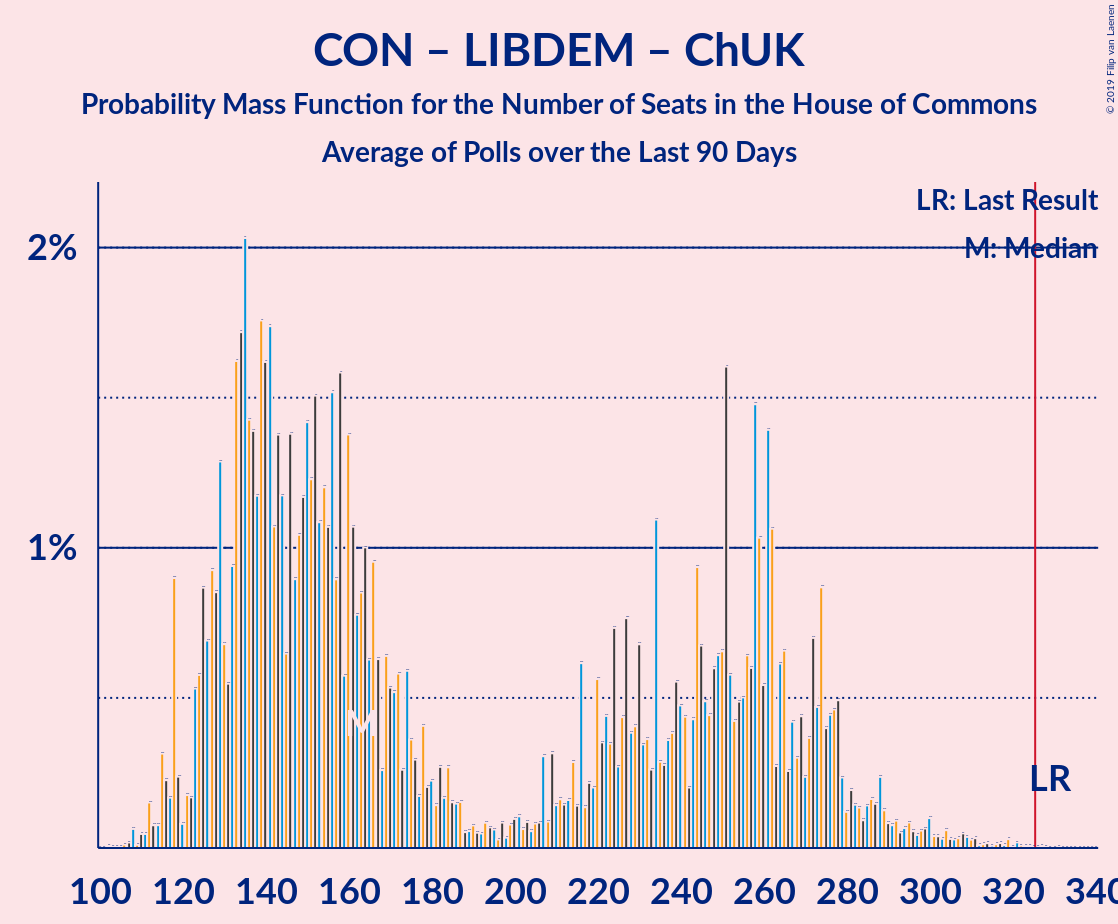 CON – LIBDEM – ChUK
Probability Mass Function for the Number of Seats in the House of Commons
Average of Polls over the Last 90 Days
© 2019 Filip van Laenen
LR: Last Result
M: Median
2%
1%
M
LR
100 120 140 160 180 200 220 240 260 280 300 320 340